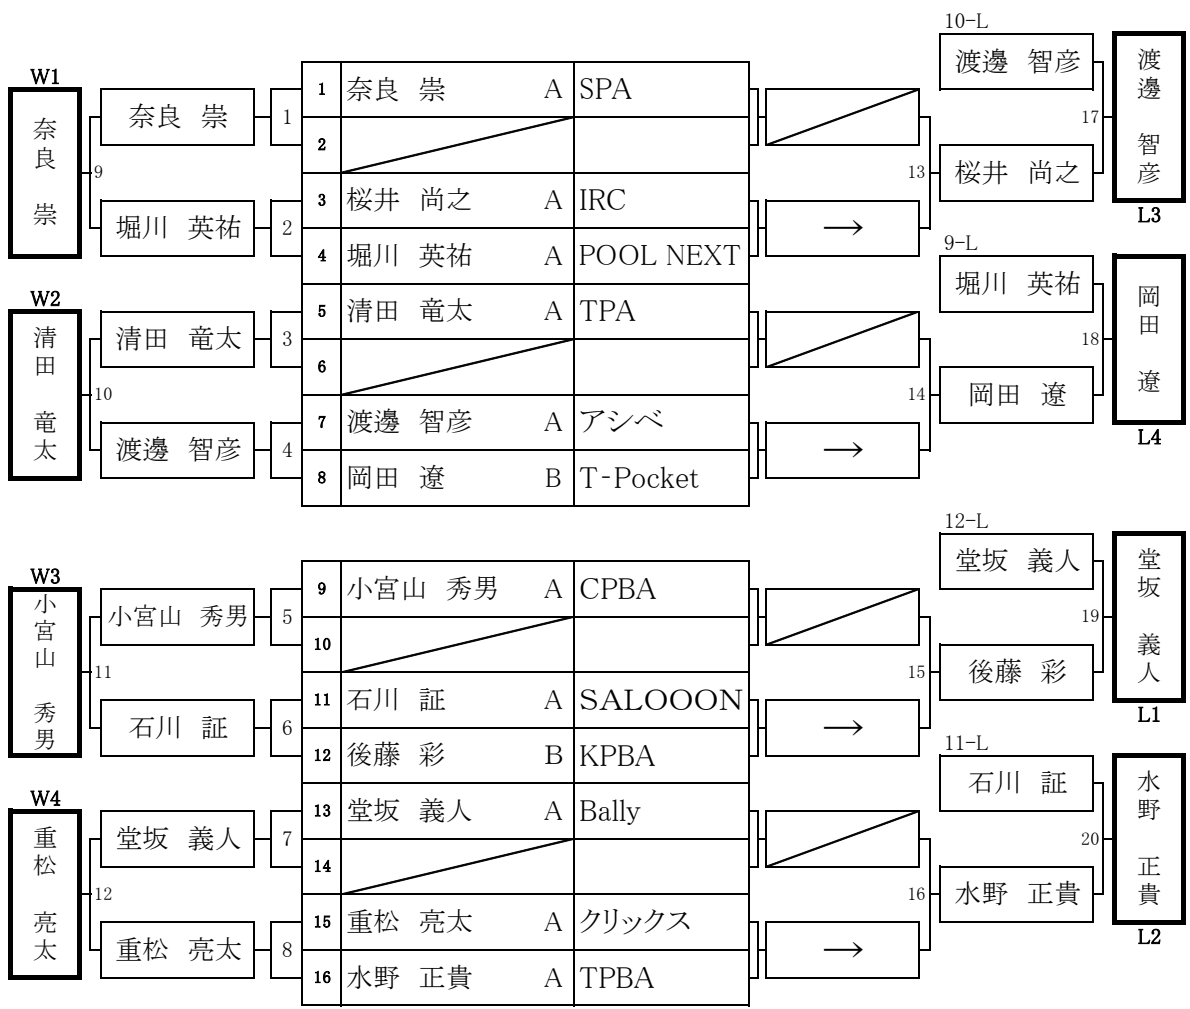 10-L
渡邊 智彦
渡邊 智彦
L3
17
桜井 尚之
13
W1
奈良 崇
9
奈良 崇
1
堀川 英祐
2
1 奈良 崇 A SPA
2
3 桜井 尚之 A IRC
4 堀川 英祐 A POOL NEXT
→
9-L
堀川 英祐
岡田 遼
L4
18
岡田 遼
14
W2
清田 竜太
10
清田 竜太
3
渡邊 智彦
4
5 清田 竜太 A TPA
6
7 渡邊 智彦 A アシベ
8 岡田 遼 B T-Pocket
→
12-L
堂坂 義人
堂坂 義人
L1
19
後藤 彩
15
W3
小宮山 秀男
11
小宮山 秀男
5
石川 証
6
9 小宮山 秀男 A CPBA
10
11 石川 証 A SALOOON
12 後藤 彩 B KPBA
→
11-L
石川 証
水野 正貴
L2
20
水野 正貴
16
W4
重松 亮太
12
堂坂 義人
7
重松 亮太
8
13 堂坂 義人 A Bally
14
15 重松 亮太 A クリックス
16 水野 正貴 A TPBA
→